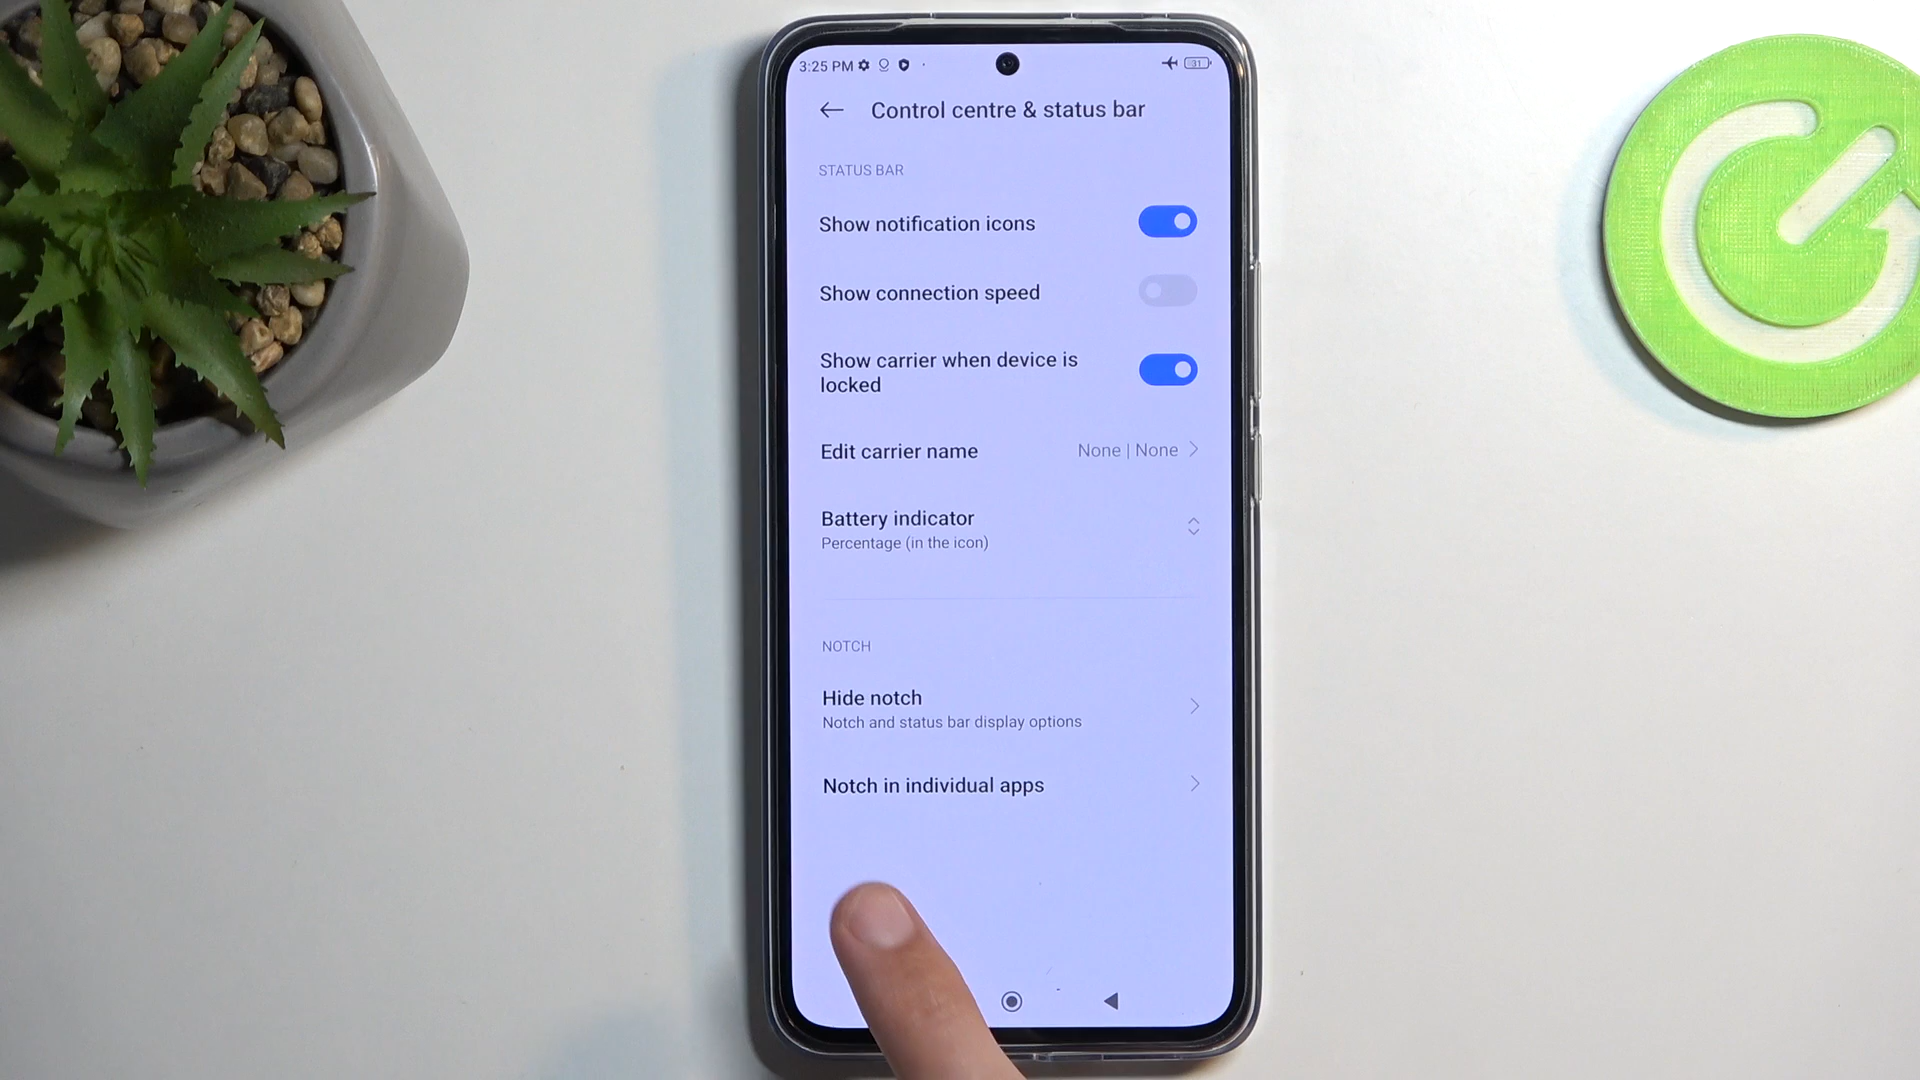 3:25 PM
31
Control centre & status bar
STATUS BAR
Show notification icons
Show connection speed
Show carrier when device is
locked
Edit carrier name
None | None
Battery indicator
Percentage (in the icon)
NOTCH
Hide notch
Notch and status bar display options
Notch in individual apps